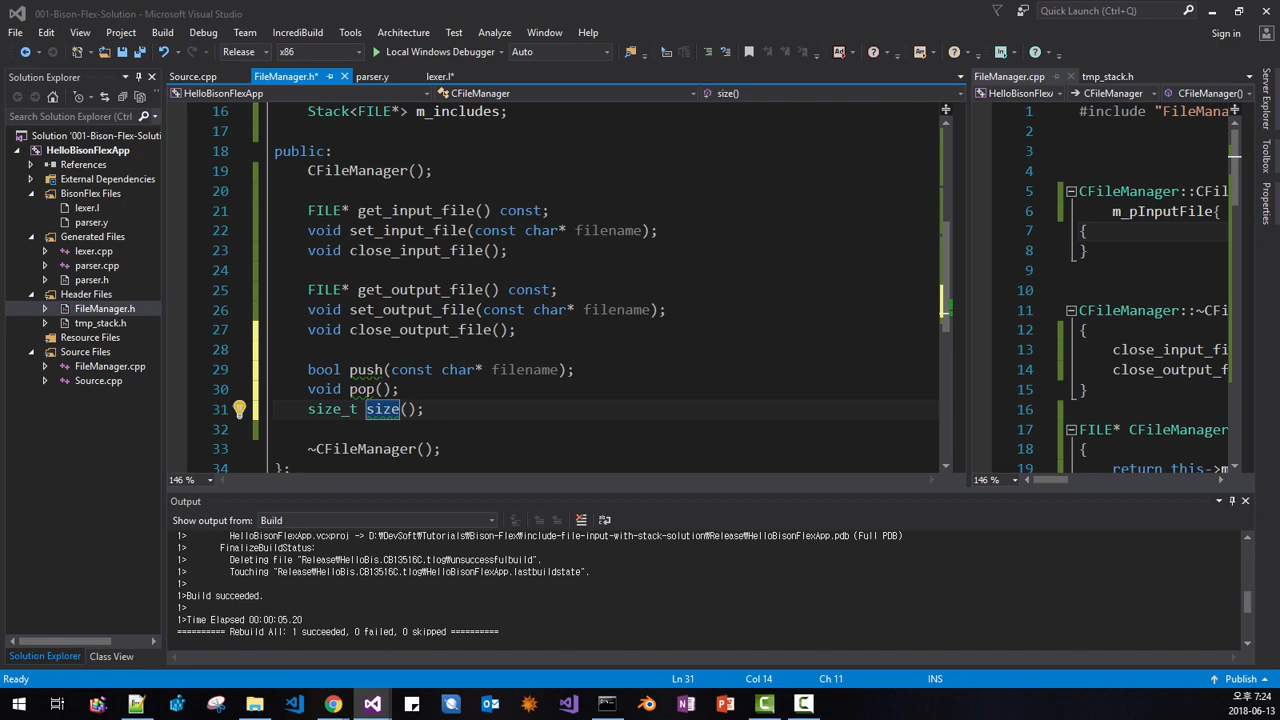 001-Bison-Flex-Solution - Microsoft Visual Studio
Quick Launch (Ctrl+Q)
File Edit View Project Build Debug Team IncrediBuild Tools Architecture Test Analyze Window Help
Sign in
Release x86 Local Windows Debugger Auto
Solution Explorer
Search Solution Explorer (Ctrl
Solution '001-Bison-Flex-Soluti
HelloBisonFlexApp
References
External Dependencies
BisonFlex Files
lexer.l
parser.y
Generated Files
lexer.cpp
parser.cpp
parser.h
Header Files
FileManager.h
tmp_stack.h
Resource Files
Source Files
FileManager.cpp
Source.cpp
Solution Explorer Class View
Source.cpp FileManager.h* parser.y lexer.l*
HelloBisonFlexApp CFileManager size()
16 Stack<FILE*> m_includes;
17
18 public:
19 CFileManager();
20
21 FILE* get_input_file() const;
22 void set_input_file(const char* filename);
23 void close_input_file();
24
25 FILE* get_output_file() const;
26 void set_output_file(const char* filename);
27 void close_output_file();
28
29 bool push(const char* filename);
30 void pop();
31 size_t size();
32
33 ~CFileManager();
34 };
146 %
FileManager.cpp tmp_stack.h
HelloBisonFlex CFileManager CFileManager()
1 #include "FileMana
2
3
4
5 CFileManager::CFil
6 m_pInputFile{
7 {
8 }
9
10
11 CFileManager::~CFi
12 {
13 close_input_fi
14 close_output_f
15 }
16
17 FILE* CFileManager
18 {
19 return this->m
146 %
Server Explorer
Toolbox
Properties
Output
Show output from: Build
1> HelloBisonFlexApp.vcxproj -> D:₩DevSoft₩Tutorials₩Bison-Flex₩include-file-input-with-stack-solution₩Release₩HelloBisonFlexApp.pdb (Full PDB)
1> FinalizeBuildStatus:
1> Deleting file "Release₩HelloBis.CB13516C.tlog₩unsuccessfulbuild".
1> Touching "Release₩HelloBis.CB13516C.tlog₩HelloBisonFlexApp.lastbuildstate".
1>
1>Build succeeded.
1>
1>Time Elapsed 00:00:05.20
========== Rebuild All: 1 succeeded, 0 failed, 0 skipped ==========
Ready Ln 31 Col 14 Ch 11 INS Publish
오후 7:24
2018-06-13